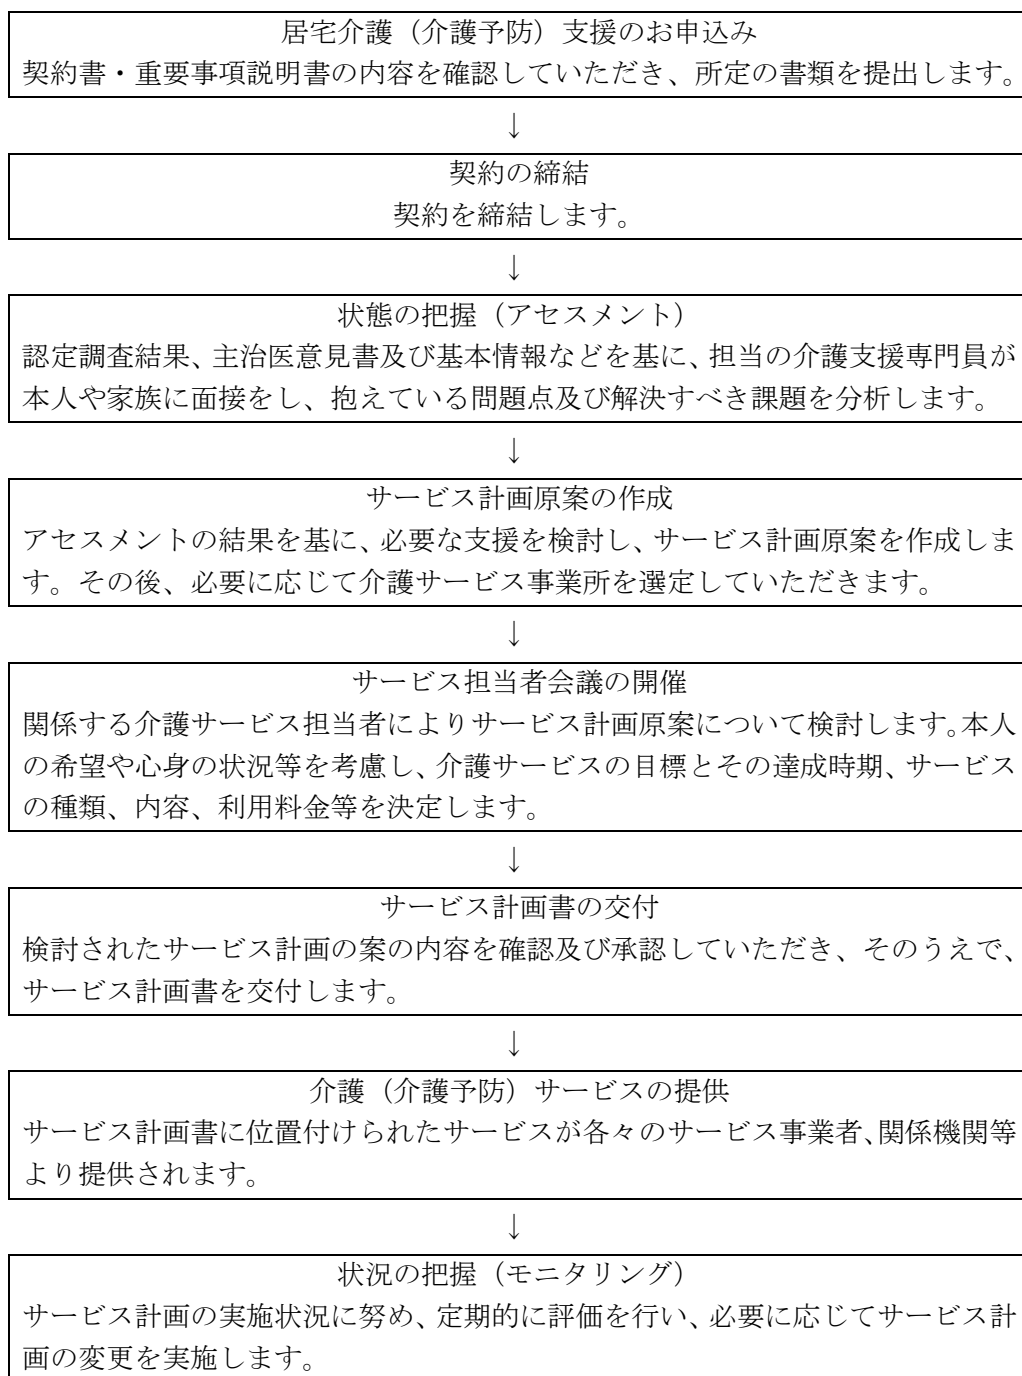 居宅介護（介護予防）支援のお申込み
契約書・重要事項説明書の内容を確認していただき、所定の書類を提出します。
↓
契約の締結
契約を締結します。
↓
状態の把握（アセスメント）
認定調査結果、主治医意見書及び基本情報などを基に、担当の介護支援専門員が
本人や家族に面接をし、抱えている問題点及び解決すべき課題を分析します。
↓
サービス計画原案の作成
アセスメントの結果を基に、必要な支援を検討し、サービス計画原案を作成しま
す。その後、必要に応じて介護サービス事業所を選定していただきます。
↓
サービス担当者会議の開催
関係する介護サービス担当者によりサービス計画原案について検討します。本人
の希望や心身の状況等を考慮し、介護サービスの目標とその達成時期、サービス
の種類、内容、利用料金等を決定します。
↓
サービス計画書の交付
検討されたサービス計画の案の内容を確認及び承認していただき、そのうえで、
サービス計画書を交付します。
↓
介護（介護予防）サービスの提供
サービス計画書に位置付けられたサービスが各々のサービス事業者、関係機関等
より提供されます。
↓
状況の把握（モニタリング）
サービス計画の実施状況に努め、定期的に評価を行い、必要に応じてサービス計
画の変更を実施します。